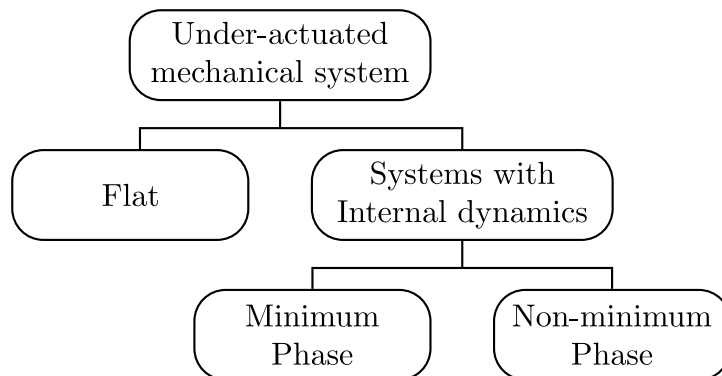 Under-actuated
mechanical system
Flat
Systems with
Internal dynamics
Minimum
Phase
Non-minimum
Phase